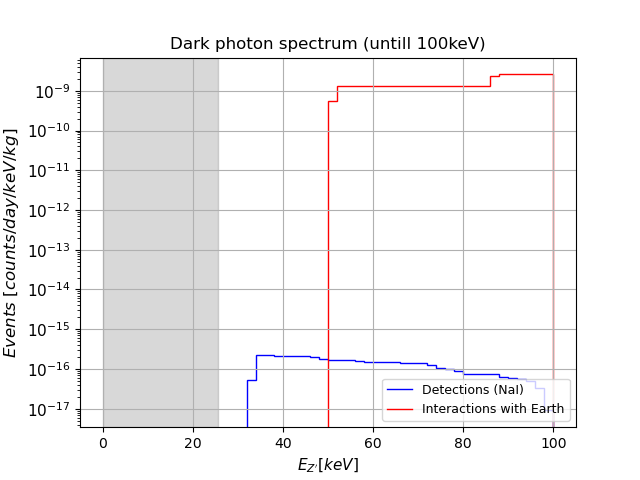 Dark photon spectrum (untill 100keV)
Events [counts/day/keV/kg]
10⁻⁹
10⁻¹⁰
10⁻¹¹
10⁻¹²
10⁻¹³
10⁻¹⁴
10⁻¹⁵
10⁻¹⁶
10⁻¹⁷
Detections (NaI)
Interactions with Earth
0 20 40 60 80 100
E_{Z'}[keV]